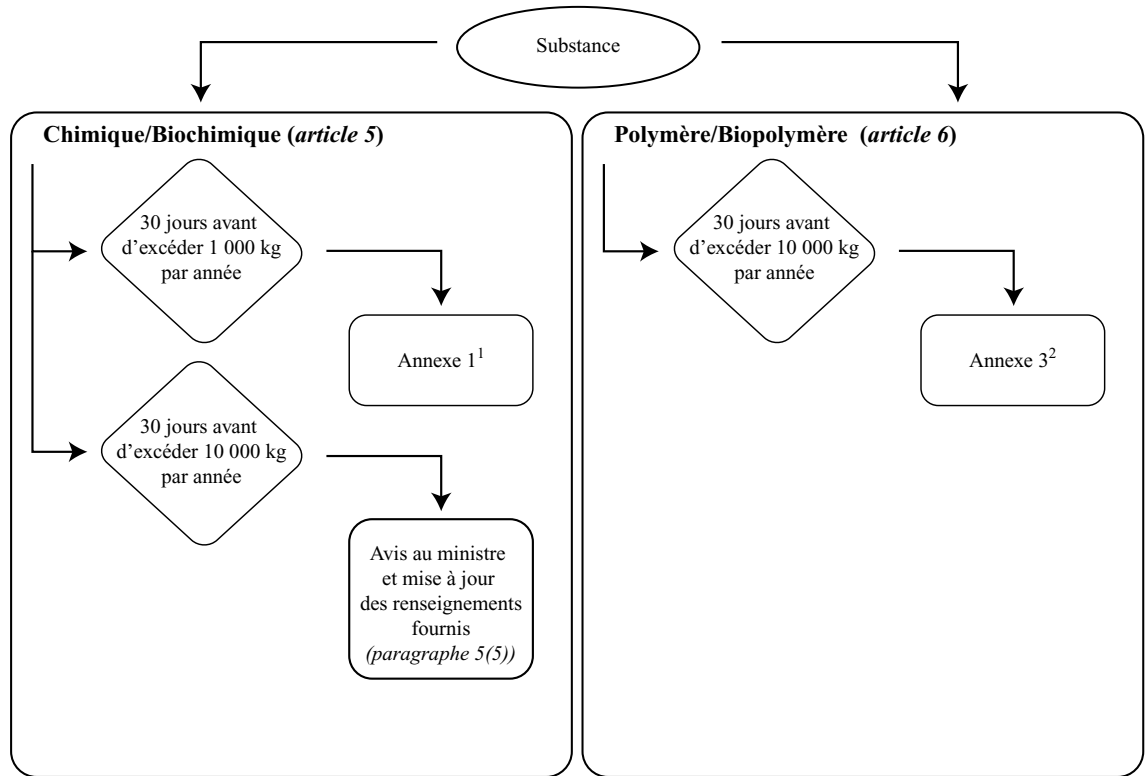 Substance
Chimique/Biochimique (article 5)
30 jours avant
d’excéder 1 000 kg
par année
Annexe 1¹
30 jours avant
d’excéder 10 000 kg
par année
Avis au ministre
et mise à jour
des renseignements
fournis
(paragraphe 5(5))
Polymère/Biopolymère (article 6)
30 jours avant
d’excéder 10 000 kg
par année
Annexe 3²